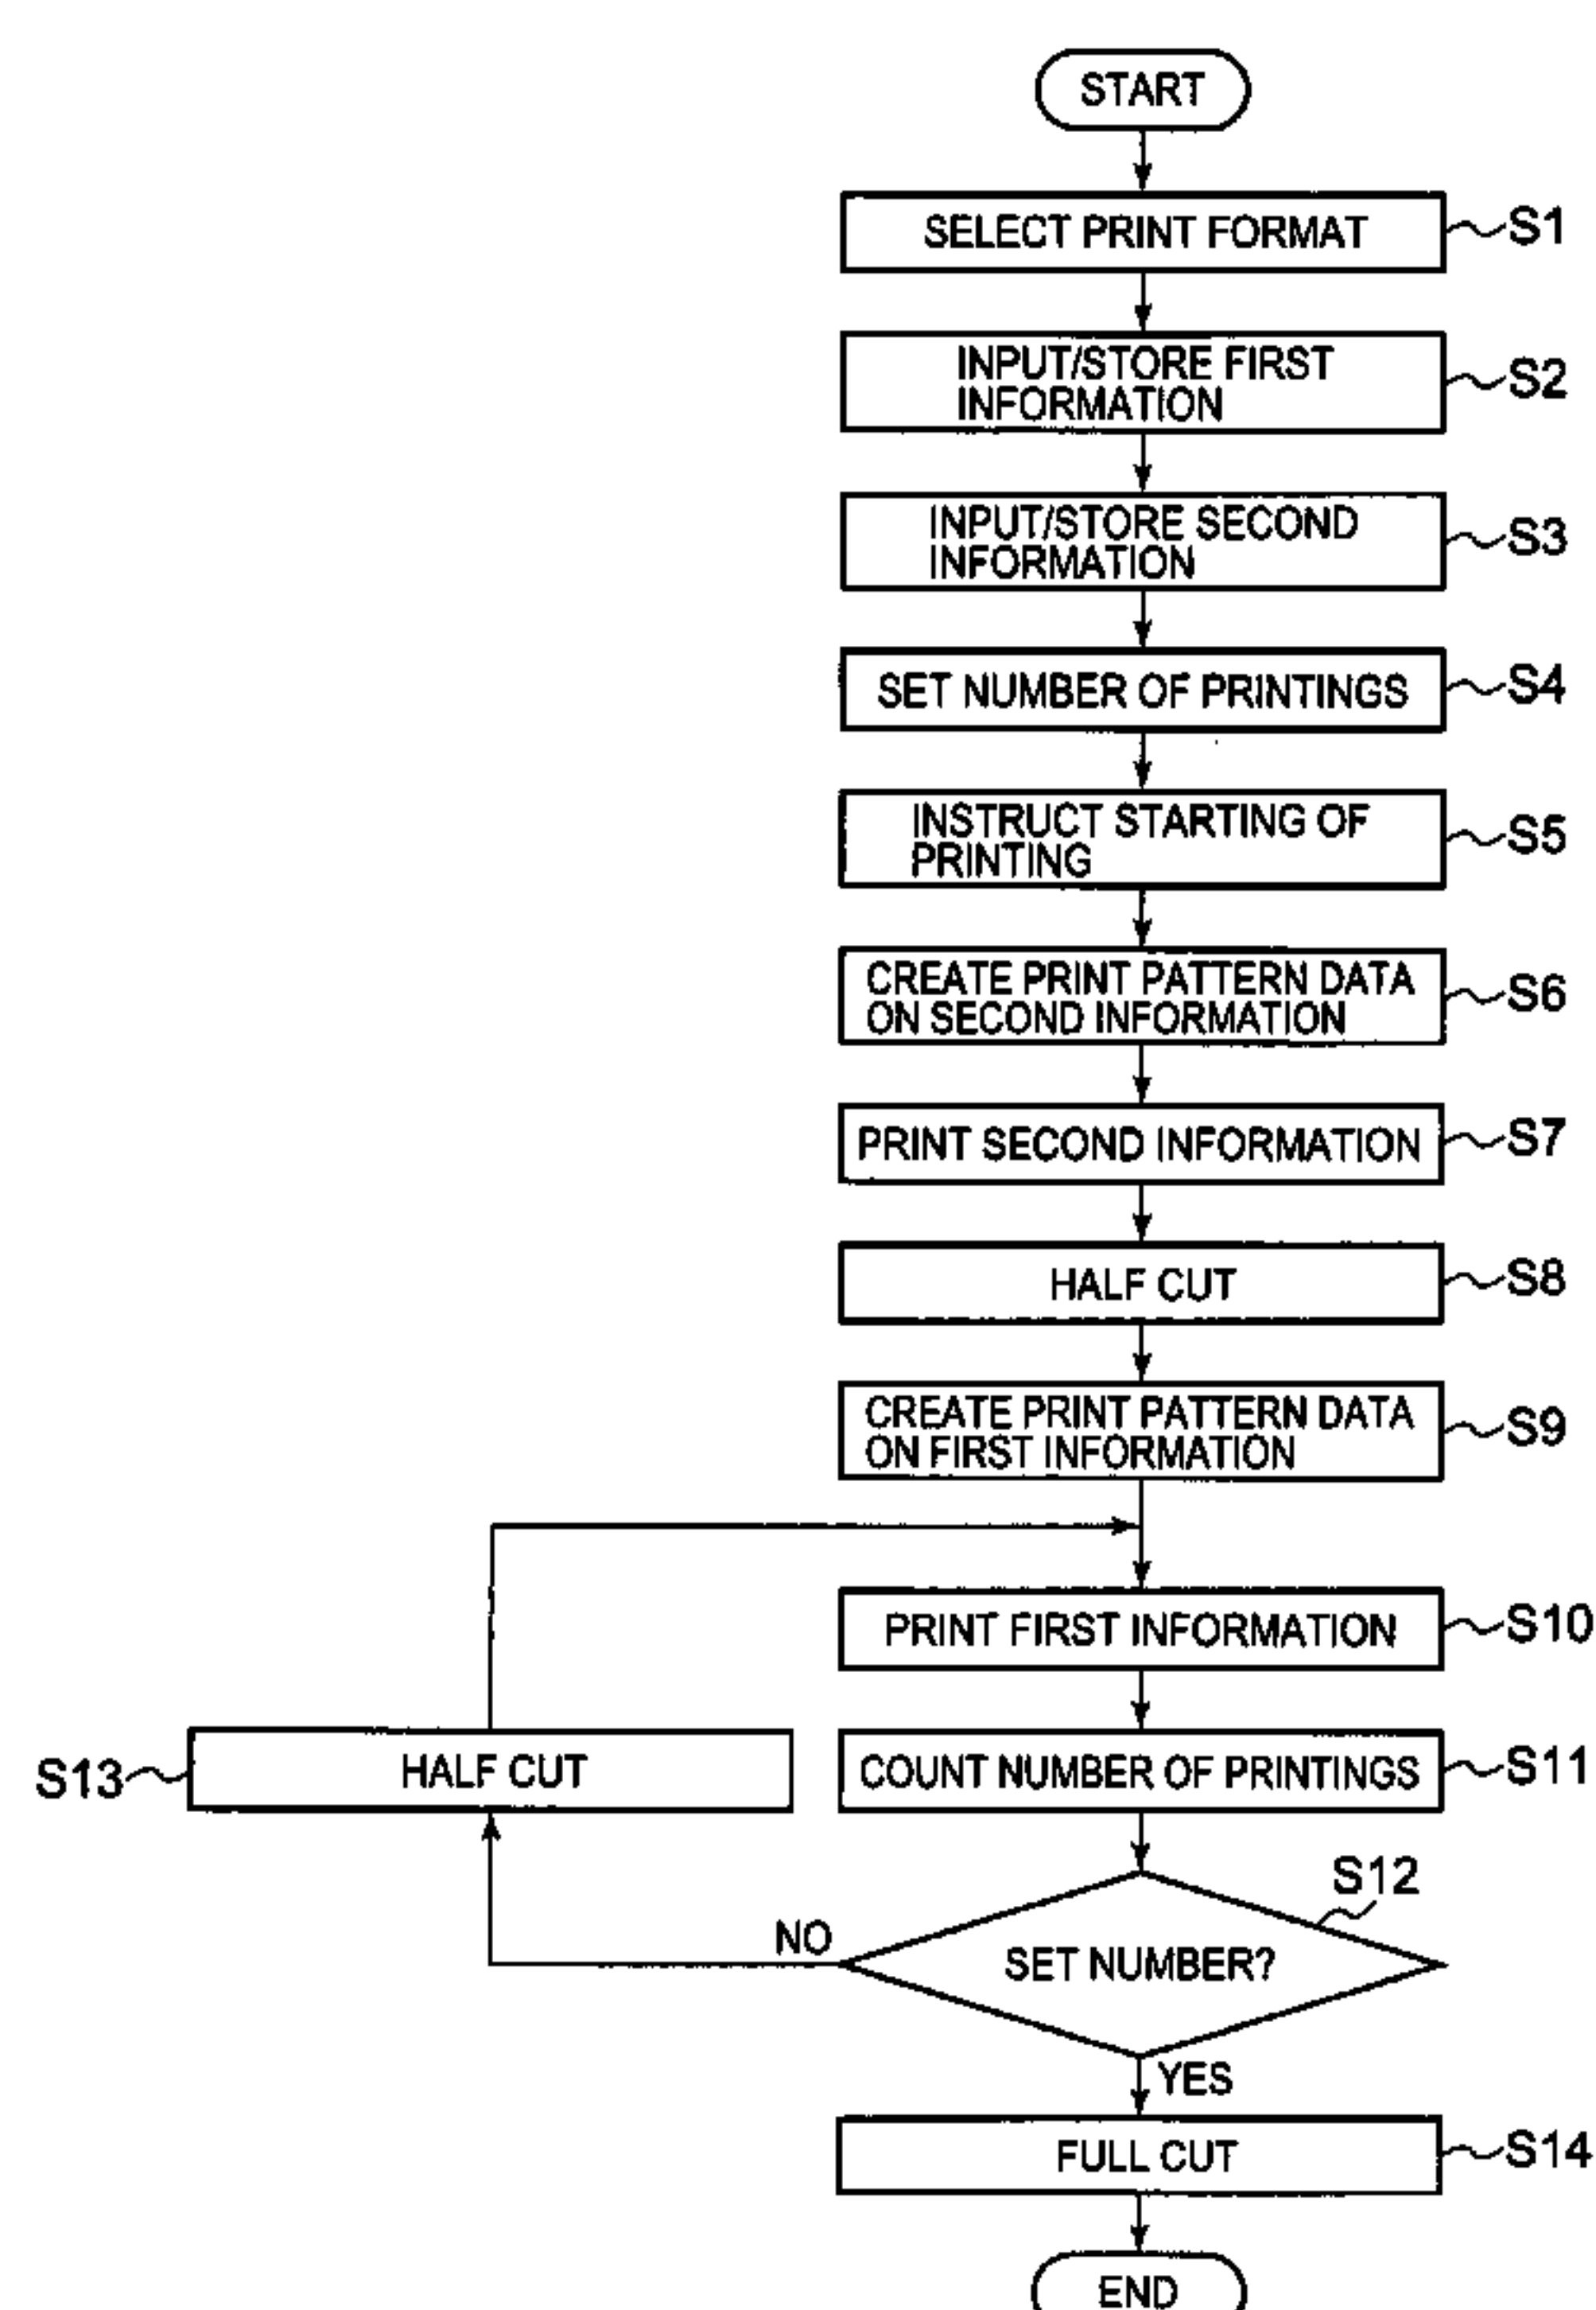 START
SELECT PRINT FORMAT
S1
INPUT/STORE FIRST
INFORMATION
S2
INPUT/STORE SECOND
INFORMATION
S3
SET NUMBER OF PRINTINGS
S4
INSTRUCT STARTING OF
PRINTING
S5
CREATE PRINT PATTERN DATA
ON SECOND INFORMATION
S6
PRINT SECOND INFORMATION
S7
HALF CUT
S8
CREATE PRINT PATTERN DATA
ON FIRST INFORMATION
S9
PRINT FIRST INFORMATION
S10
S13
HALF CUT
COUNT NUMBER OF PRINTINGS
S11
S12
NO
SET NUMBER?
YES
FULL CUT
S14
END